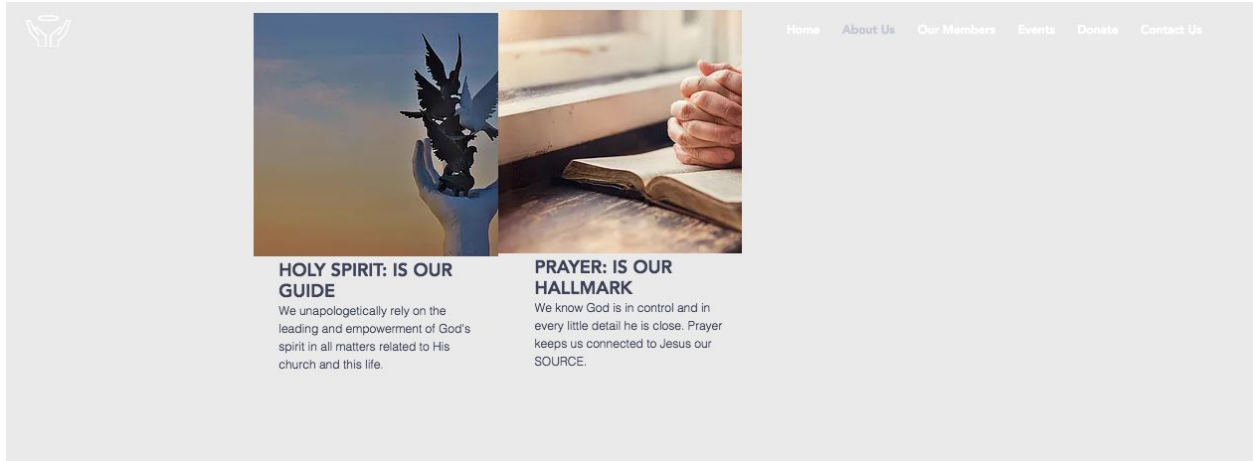 Home About Us Our Members Events Donate Contact Us
HOLY SPIRIT: IS OUR
GUIDE
We unapologetically rely on the
leading and empowerment of God's
spirit in all matters related to His
church and this life.
PRAYER: IS OUR
HALLMARK
We know God is in control and in
every little detail he is close. Prayer
keeps us connected to Jesus our
SOURCE.